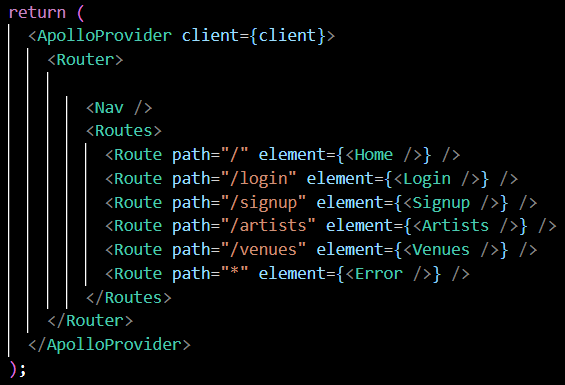 return (
<ApolloProvider client={client}>
<Router>
<Nav />
<Routes>
<Route path="/" element={<Home />} />
<Route path="/login" element={<Login />} />
<Route path="/signup" element={<Signup />} />
<Route path="/artists" element={<Artists />} />
<Route path="/venues" element={<Venues />} />
<Route path="*" element={<Error />} />
</Routes>
</Router>
</ApolloProvider>
);